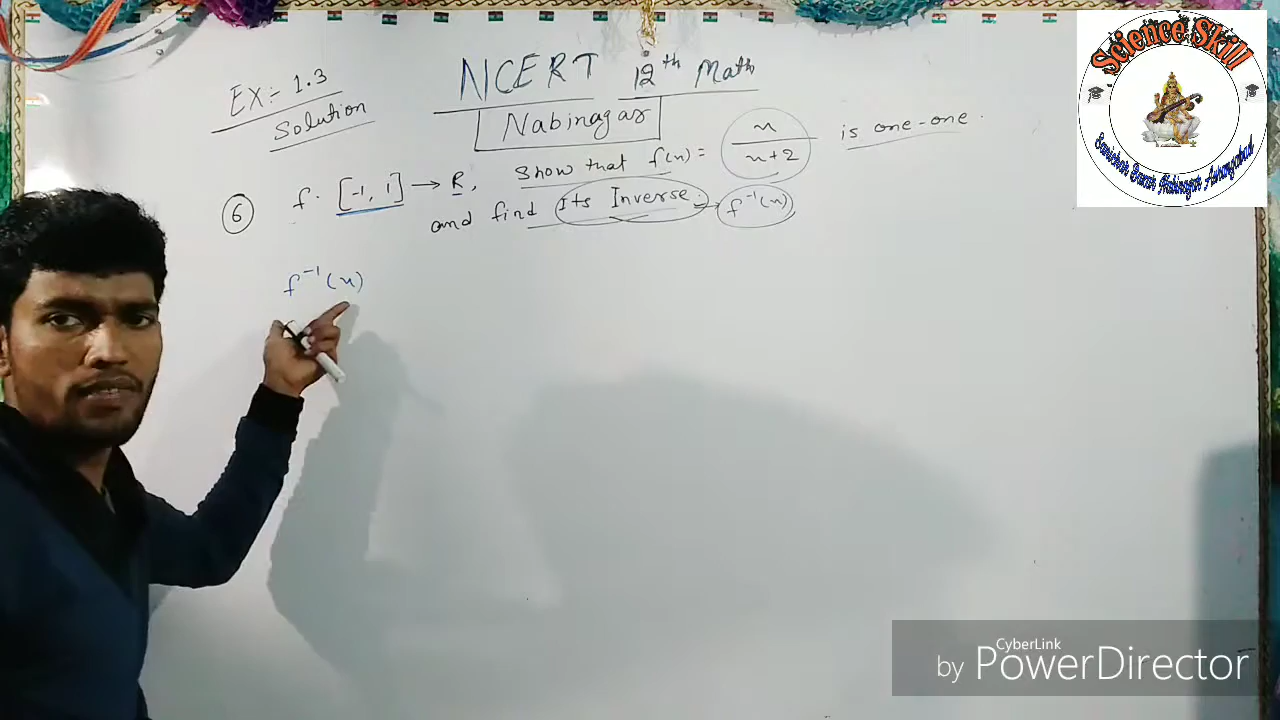 EX:- 1.3
Solution
NCERT 12th Math
Nabinagar
6 f: [-1, 1] → R, Show that f(x) = x/(x+2) is one-one.
and find Its Inverse. → f⁻¹(x)
f⁻¹(x)
Science Skill
CyberLink
by PowerDirector